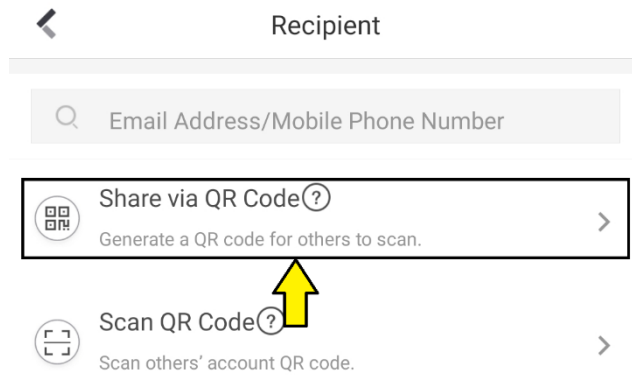 Recipient
Email Address/Mobile Phone Number
Share via QR Code?
Generate a QR code for others to scan.
Scan QR Code?
Scan others' account QR code.